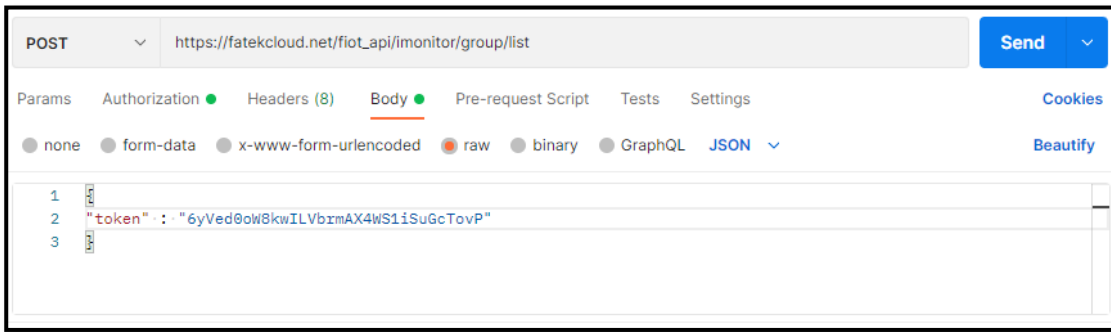 POST https://fatekcloud.net/fiot_api/imonitor/group/list Send
Params Authorization Headers (8) Body Pre-request Script Tests Settings Cookies
none form-data x-www-form-urlencoded raw binary GraphQL JSON Beautify
1 {
2 "token" : "6yVed0oW8kwILVbrmAX4WS1iSuGcTovP"
3 }